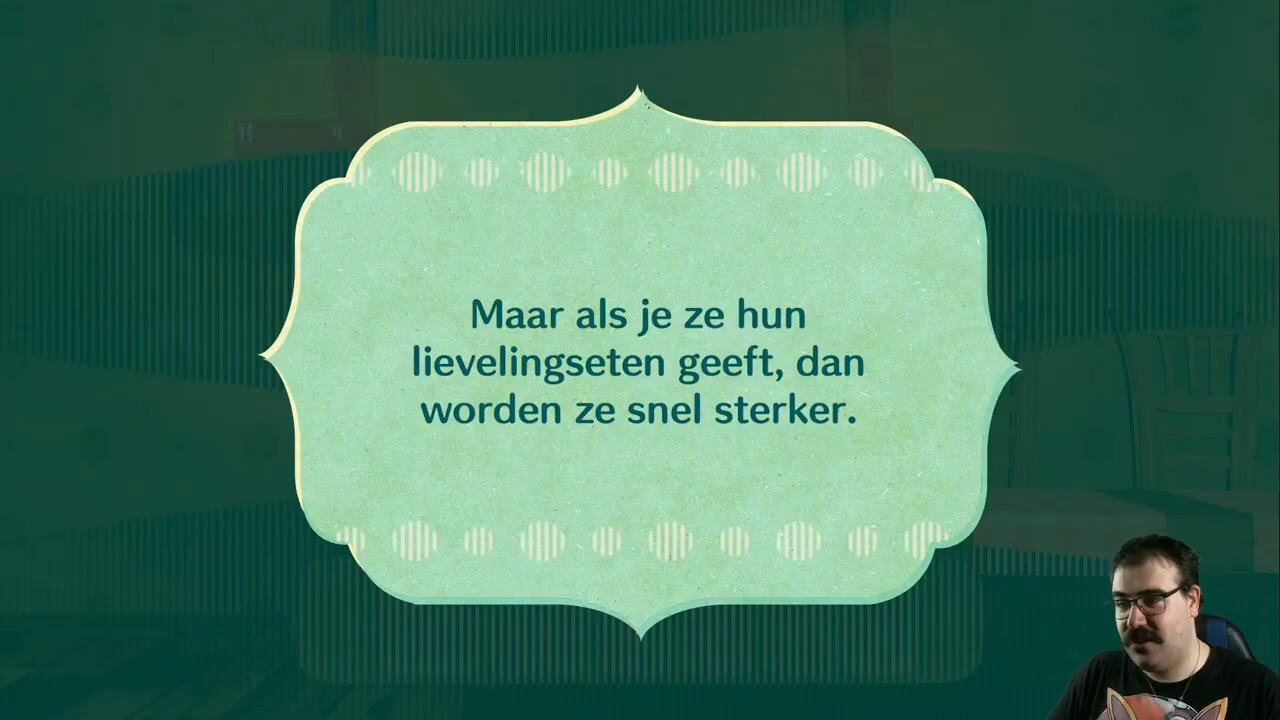 Maar als je ze hun
lievelingseten geeft, dan
worden ze snel sterker.